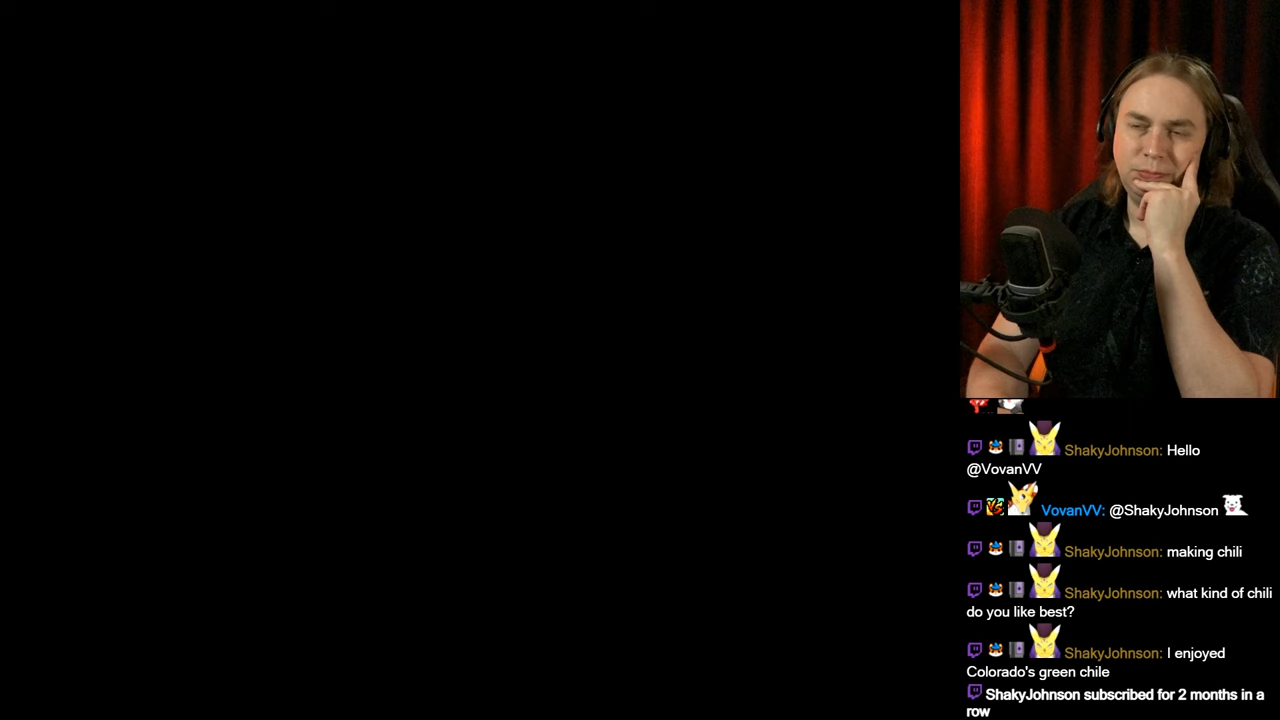 ShakyJohnson: Hello
@VovanVV
VovanVV: @ShakyJohnson
ShakyJohnson: making chili
ShakyJohnson: what kind of chili
do you like best?
ShakyJohnson: I enjoyed
Colorado's green chile
ShakyJohnson subscribed for 2 months in a
row